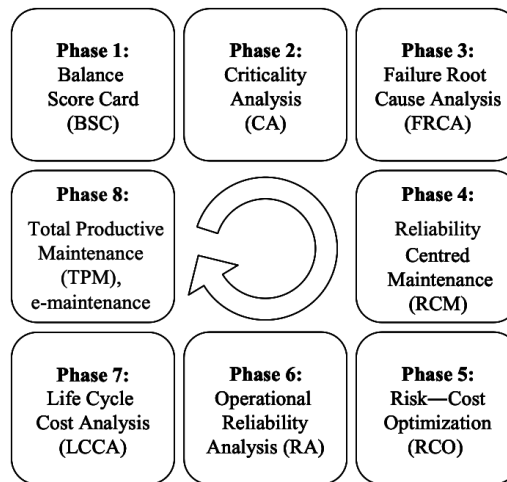 Phase 1:
Balance
Score Card
(BSC)
Phase 2:
Criticality
Analysis
(CA)
Phase 3:
Failure Root
Cause Analysis
(FRCA)
Phase 8:
Total Productive
Maintenance
(TPM),
e-maintenance
Phase 4:
Reliability
Centred
Maintenance
(RCM)
Phase 7:
Life Cycle
Cost Analysis
(LCCA)
Phase 6:
Operational
Reliability
Analysis (RA)
Phase 5:
Risk—Cost
Optimization
(RCO)